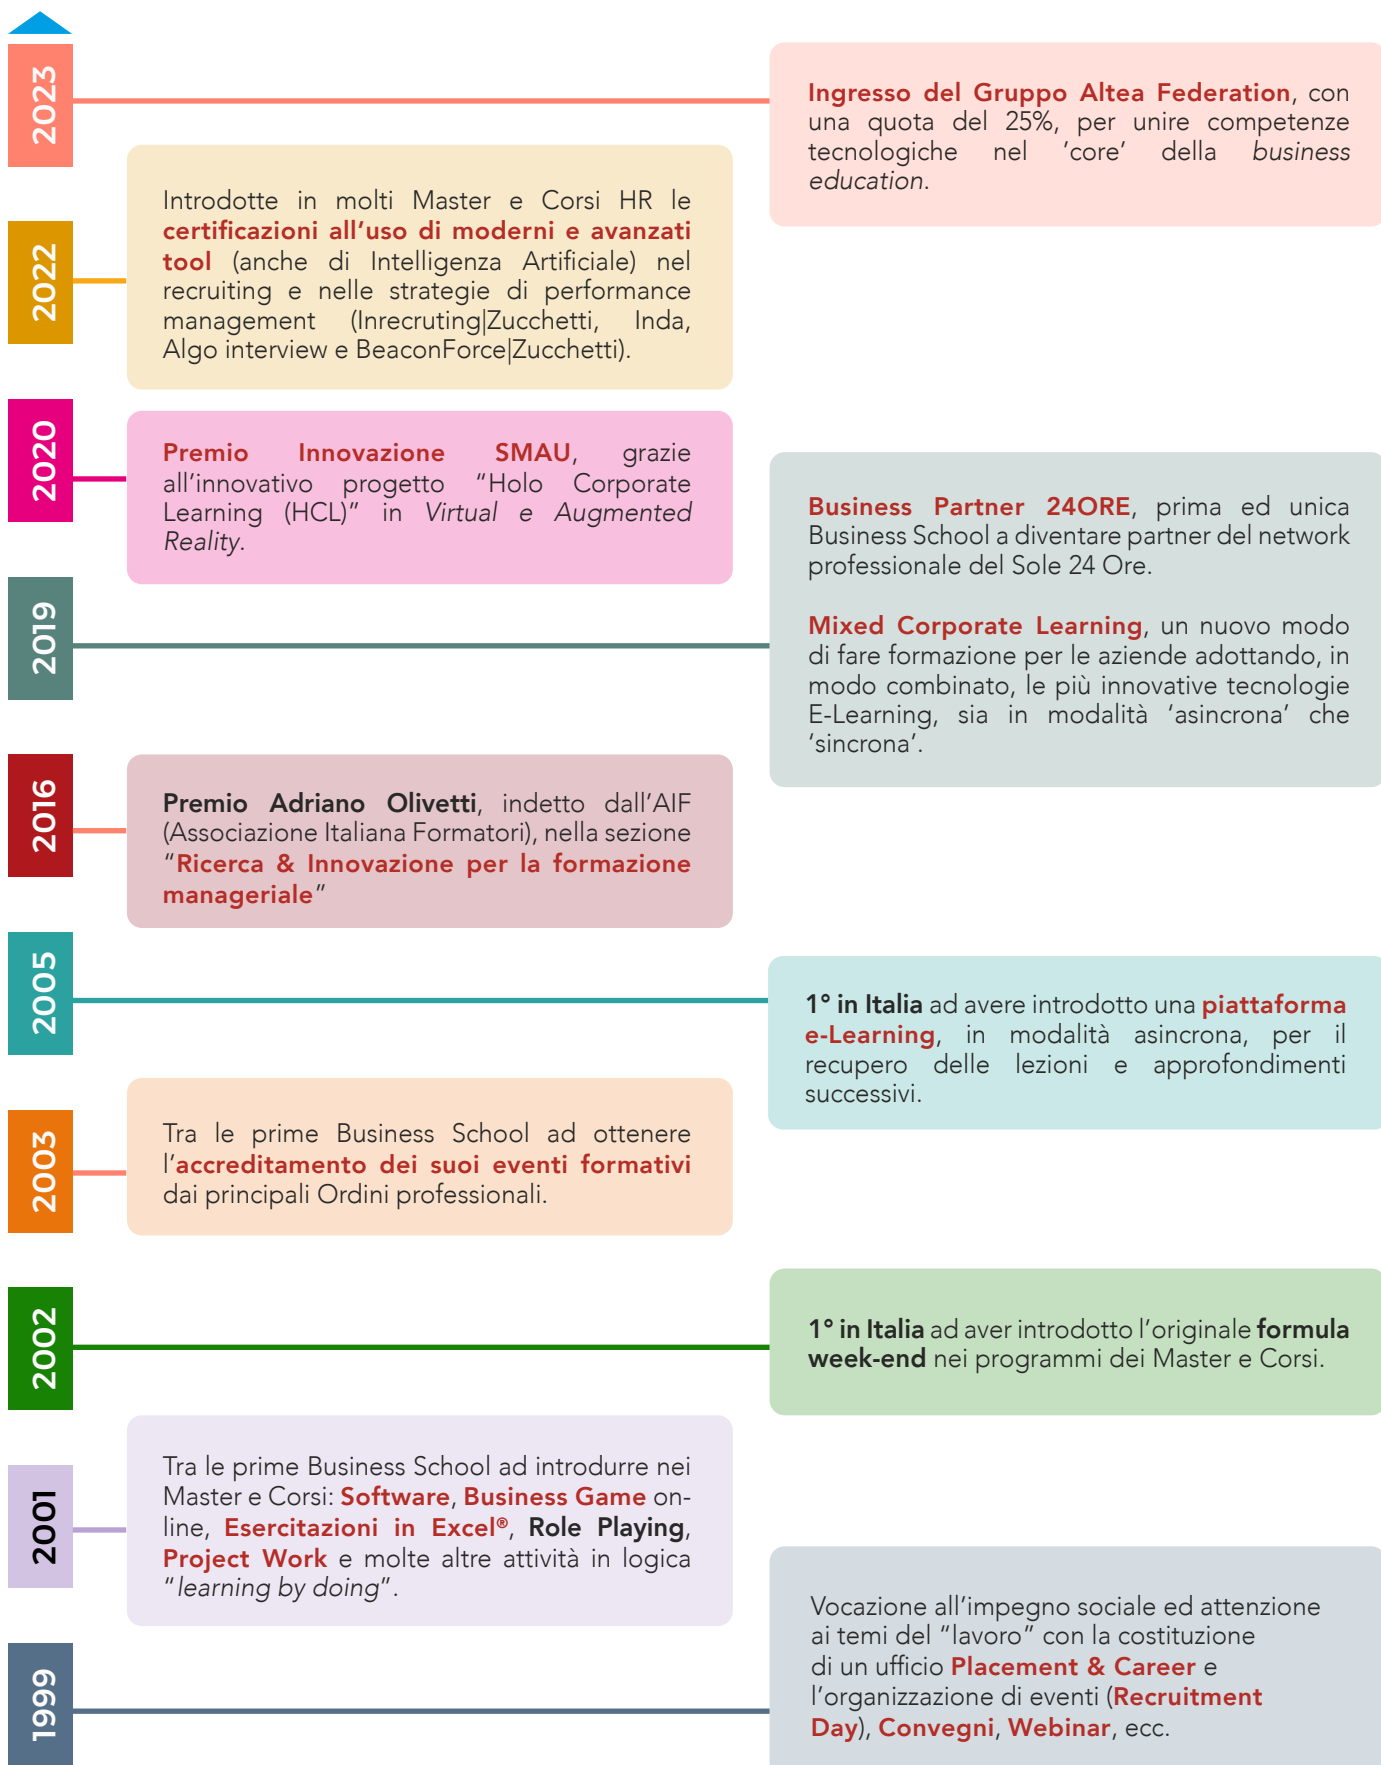 2023
Ingresso del Gruppo Altea Federation, con
una quota del 25%, per unire competenze
tecnologiche nel 'core' della business
education.
2022
Introdotte in molti Master e Corsi HR le
certificazioni all'uso di moderni e avanzati
tool (anche di Intelligenza Artificiale) nel
recruiting e nelle strategie di performance
management (Inrecruting|Zucchetti, Inda,
Algo interview e BeaconForce|Zucchetti).
2020
Premio Innovazione SMAU, grazie
all'innovativo progetto "Holo Corporate
Learning (HCL)" in Virtual e Augmented
Reality.
2019
Business Partner 24ORE, prima ed unica
Business School a diventare partner del network
professionale del Sole 24 Ore.
Mixed Corporate Learning, un nuovo modo
di fare formazione per le aziende adottando, in
modo combinato, le più innovative tecnologie
E-Learning, sia in modalità 'asincrona' che
'sincrona'.
2016
Premio Adriano Olivetti, indetto dall'AIF
(Associazione Italiana Formatori), nella sezione
"Ricerca & Innovazione per la formazione
manageriale"
2005
1° in Italia ad avere introdotto una piattaforma
e-Learning, in modalità asincrona, per il
recupero delle lezioni e approfondimenti
successivi.
2003
Tra le prime Business School ad ottenere
l'accreditamento dei suoi eventi formativi
dai principali Ordini professionali.
2002
1° in Italia ad aver introdotto l'originale formula
week-end nei programmi dei Master e Corsi.
2001
Tra le prime Business School ad introdurre nei
Master e Corsi: Software, Business Game on-
line, Esercitazioni in Excel®, Role Playing,
Project Work e molte altre attività in logica
"learning by doing".
1999
Vocazione all'impegno sociale ed attenzione
ai temi del "lavoro" con la costituzione
di un ufficio Placement & Career e
l'organizzazione di eventi (Recruitment
Day), Convegni, Webinar, ecc.